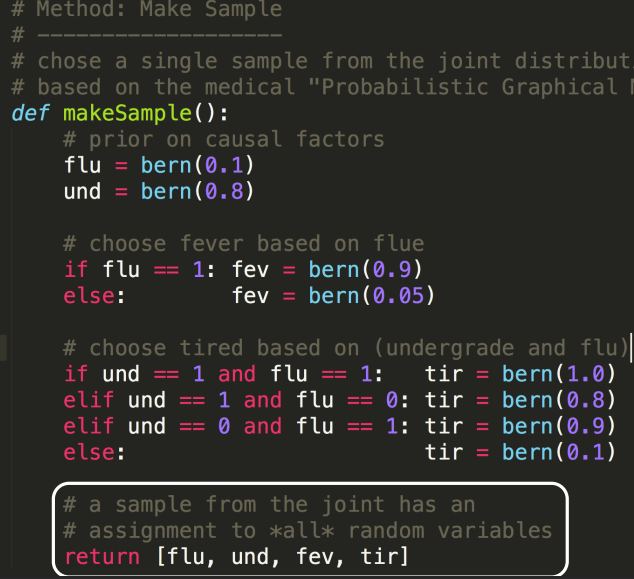 # Method: Make Sample
# -------------------
# chose a single sample from the joint distributi
# based on the medical "Probabilistic Graphical
def makeSample():
# prior on causal factors
flu = bern(0.1)
und = bern(0.8)
# choose fever based on flue
if flu == 1: fev = bern(0.9)
else: fev = bern(0.05)
# choose tired based on (undergrade and flu)
if und == 1 and flu == 1: tir = bern(1.0)
elif und == 1 and flu == 0: tir = bern(0.8)
elif und == 0 and flu == 1: tir = bern(0.9)
else: tir = bern(0.1)
# a sample from the joint has an
# assignment to *all* random variables
return [flu, und, fev, tir]